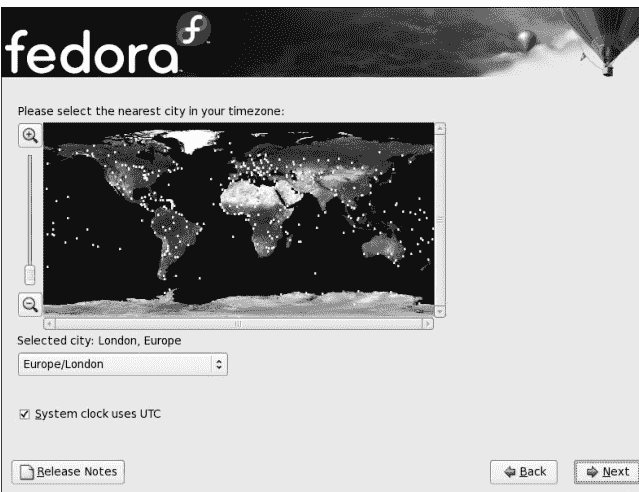 fedora
Please select the nearest city in your timezone:
Selected city: London, Europe
Europe/London
System clock uses UTC
Release Notes
Back
Next